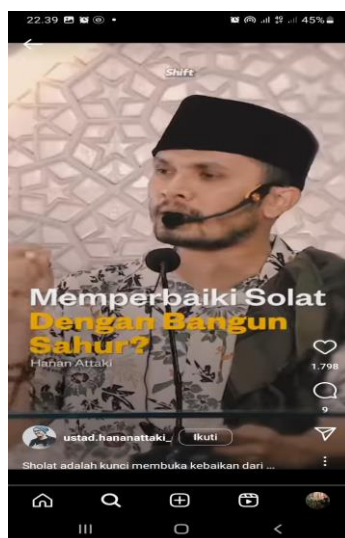 22.39
45%
Shift
Memperbaiki Solat
Dengan Bangun
Sahur?
Hanan Attaki
1.798
9
ustad.hananattaki_ Ikuti
Sholat adalah kunci membuka kebaikan dari ...